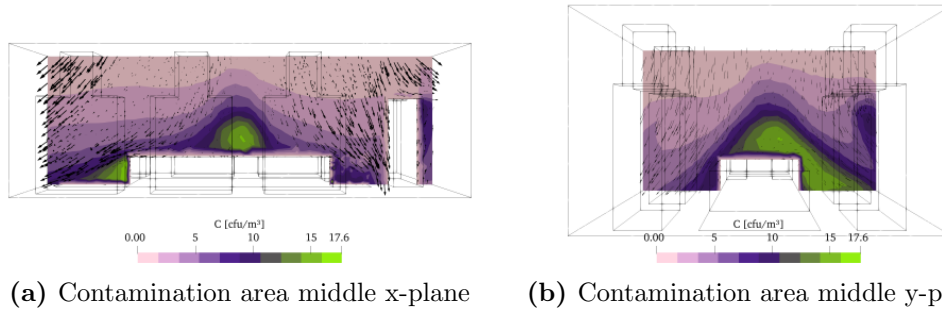 C [cfu/m³]
0.00 5 10 15 17.6
C [cfu/m³]
0.00 5 10 15 17.6
(a) Contamination area middle x-plane
(b) Contamination area middle y-p